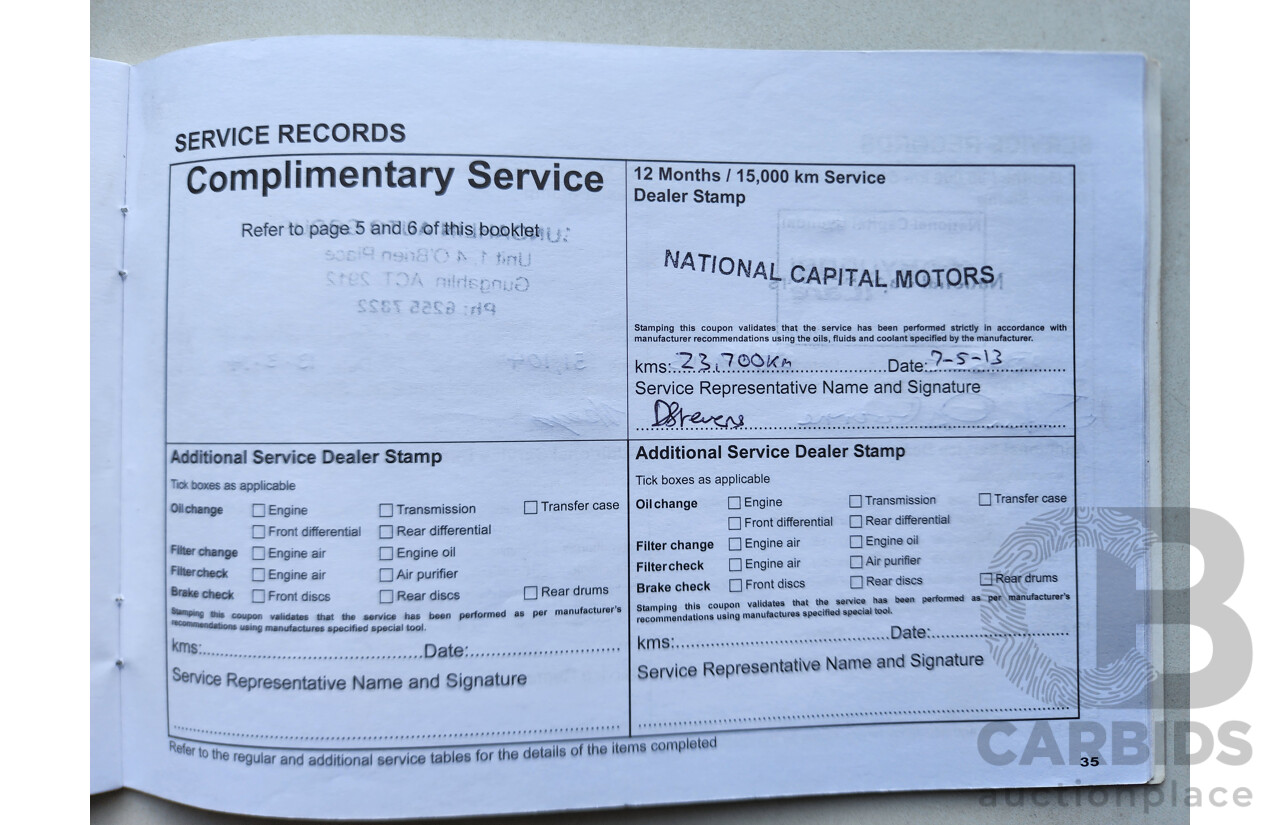 SERVICE RECORDS
Complimentary Service
Refer to page 5 and 6 of this booklet
12 Months / 15,000 km Service
Dealer Stamp
NATIONAL CAPITAL MOTORS
Stamping this coupon validates that the service has been performed strictly in accordance with
manufacturer recommendations using the oils, fluids and coolant specified by the manufacturer.
kms: 23,700km Date: 7-5-13
Service Representative Name and Signature
DStevens
Additional Service Dealer Stamp
Tick boxes as applicable
Oil change Engine Transmission Transfer case
Front differential Rear differential
Filter change Engine air Engine oil
Filter check Engine air Air purifier
Brake check Front discs Rear discs Rear drums
Stamping this coupon validates that the service has been performed as per manufacturer's
recommendations using manufactures specified special tool.
kms: Date:
Service Representative Name and Signature
Additional Service Dealer Stamp
Tick boxes as applicable
Oil change Engine Transmission Transfer case
Front differential Rear differential
Filter change Engine air Engine oil
Filter check Engine air Air purifier
Brake check Front discs Rear discs Rear drums
Stamping this coupon validates that the service has been performed as per manufacturer's
recommendations using manufactures specified special tool.
kms: Date:
Service Representative Name and Signature
Refer to the regular and additional service tables for the details of the items completed
35
CARBIDS
auctionplace